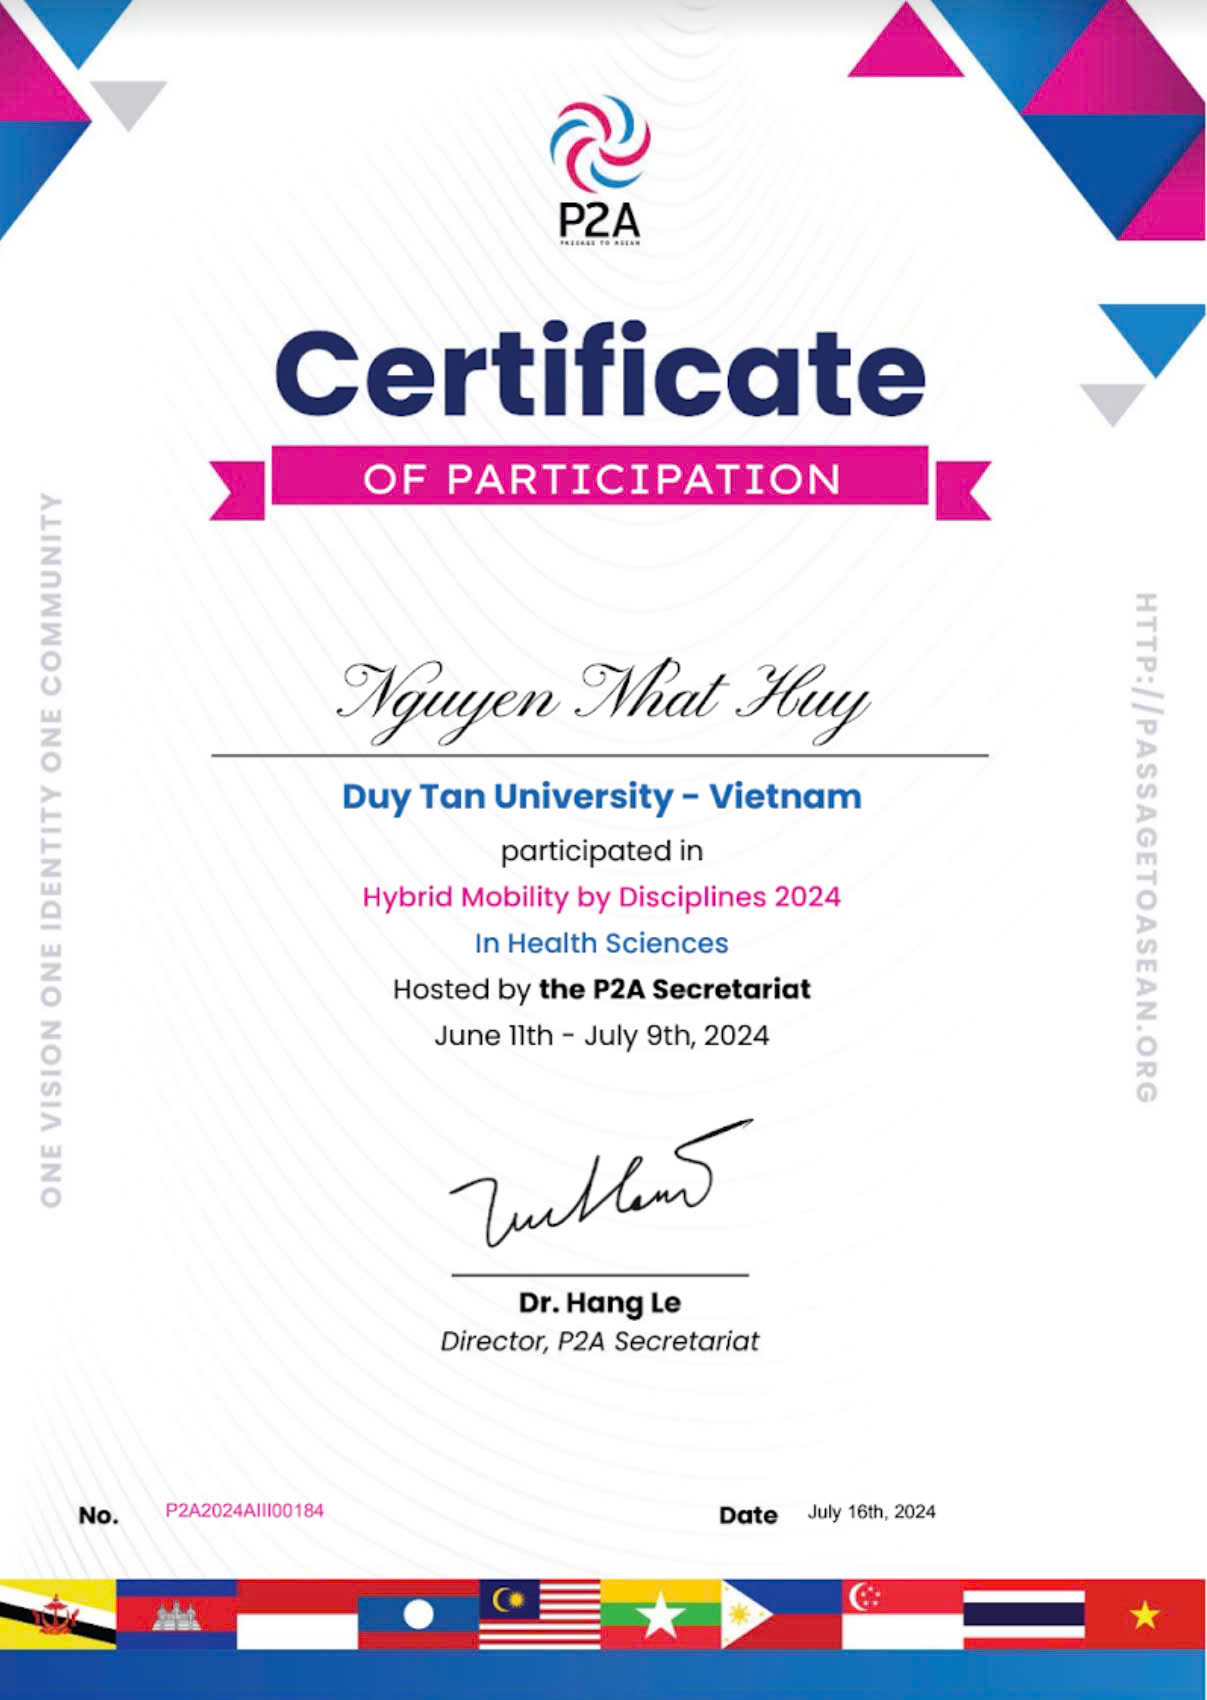 P2A
PASSAGE TO ASEAN
Certificate
OF PARTICIPATION
ONE VISION ONE IDENTITY ONE COMMUNITY
HTTP://PASSAGETOASEAN.ORG
Nguyen Nhat Huy
Duy Tan University - Vietnam
participated in
Hybrid Mobility by Disciplines 2024
In Health Sciences
Hosted by the P2A Secretariat
June 11th - July 9th, 2024
Dr. Hang Le
Director, P2A Secretariat
No. P2A2024AIII00184
Date July 16th, 2024